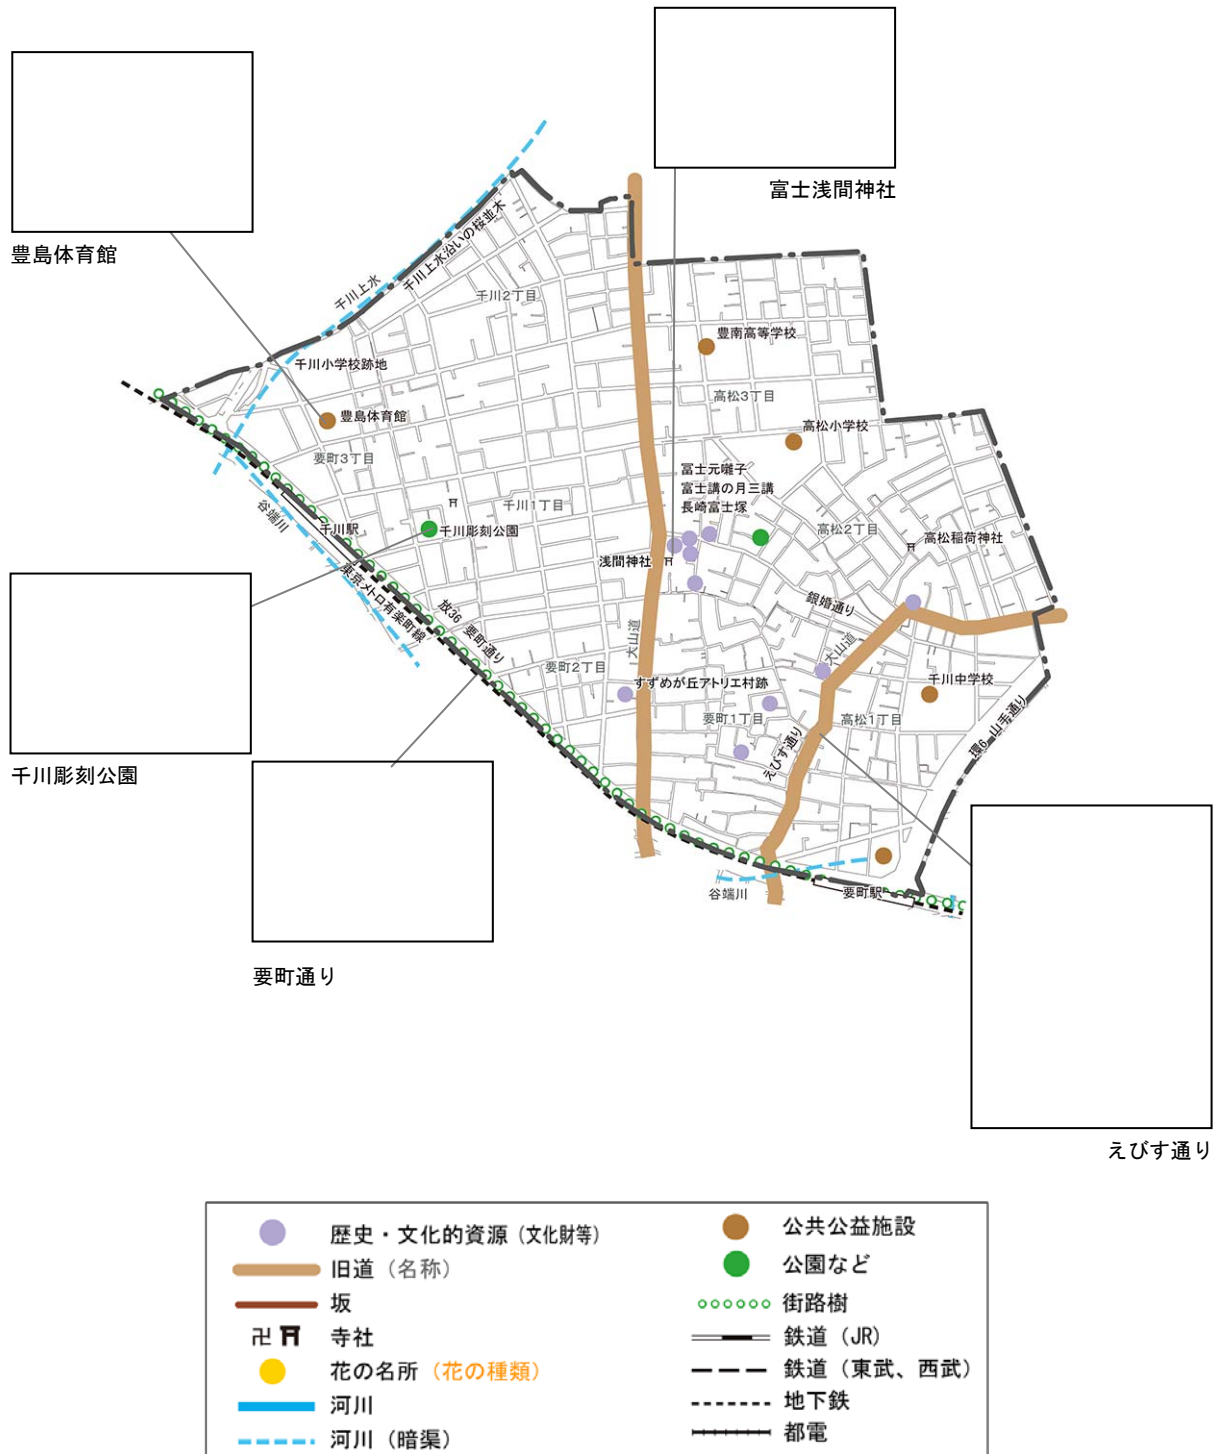 富士浅間神社
豊島体育館
千川上水沿いの桜並木
千川上水
千川2丁目
豊南高等学校
千川小学校跡地
高松3丁目
豊島体育館
高松小学校
要町3丁目
富士元囃子
富士講の月三講
長崎富士塚
千川1丁目
谷端川
千川駅
千川彫刻公園
高松2丁目
高松稲荷神社
浅間神社
東京メトロ有楽町線
放36 要町通り
銀婚通り
大山道
大山道
要町2丁目
すずめが丘アトリエ村跡
千川中学校
要町1丁目
高松1丁目
えびす通り
環6 山手通り
千川彫刻公園
谷端川
要町駅
要町通り
えびす通り
歴史・文化的資源（文化財等）
旧道（名称）
坂
卍 寺社
花の名所（花の種類）
河川
河川（暗渠）
公共公益施設
公園など
街路樹
鉄道（JR）
鉄道（東武、西武）
地下鉄
都電